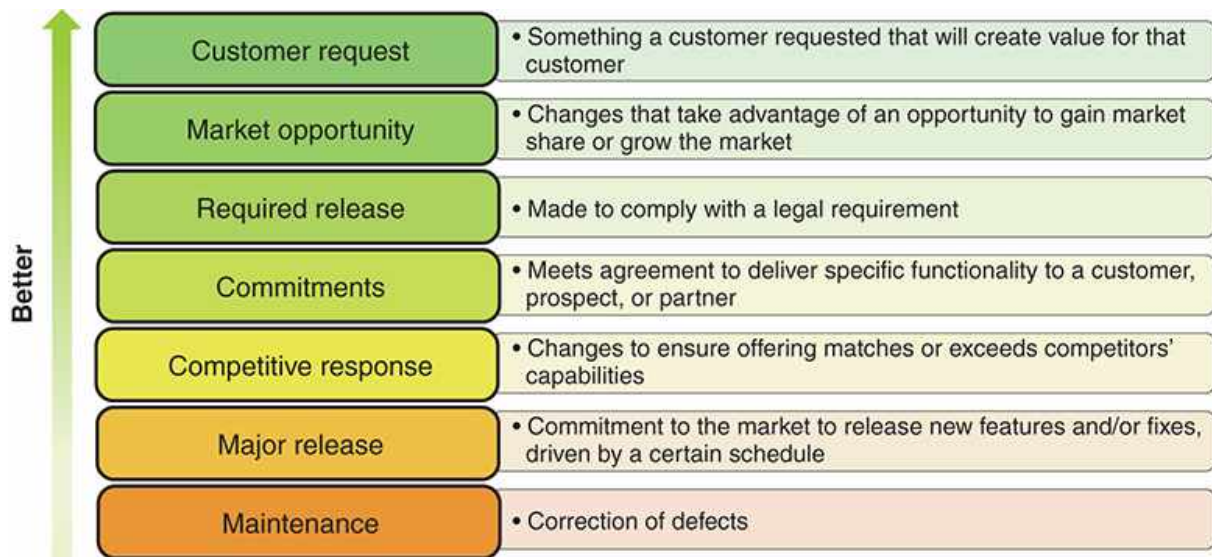 Better
Customer request
• Something a customer requested that will create value for that
customer
Market opportunity
• Changes that take advantage of an opportunity to gain market
share or grow the market
Required release
• Made to comply with a legal requirement
Commitments
• Meets agreement to deliver specific functionality to a customer,
prospect, or partner
Competitive response
• Changes to ensure offering matches or exceeds competitors’
capabilities
Major release
• Commitment to the market to release new features and/or fixes,
driven by a certain schedule
Maintenance
• Correction of defects